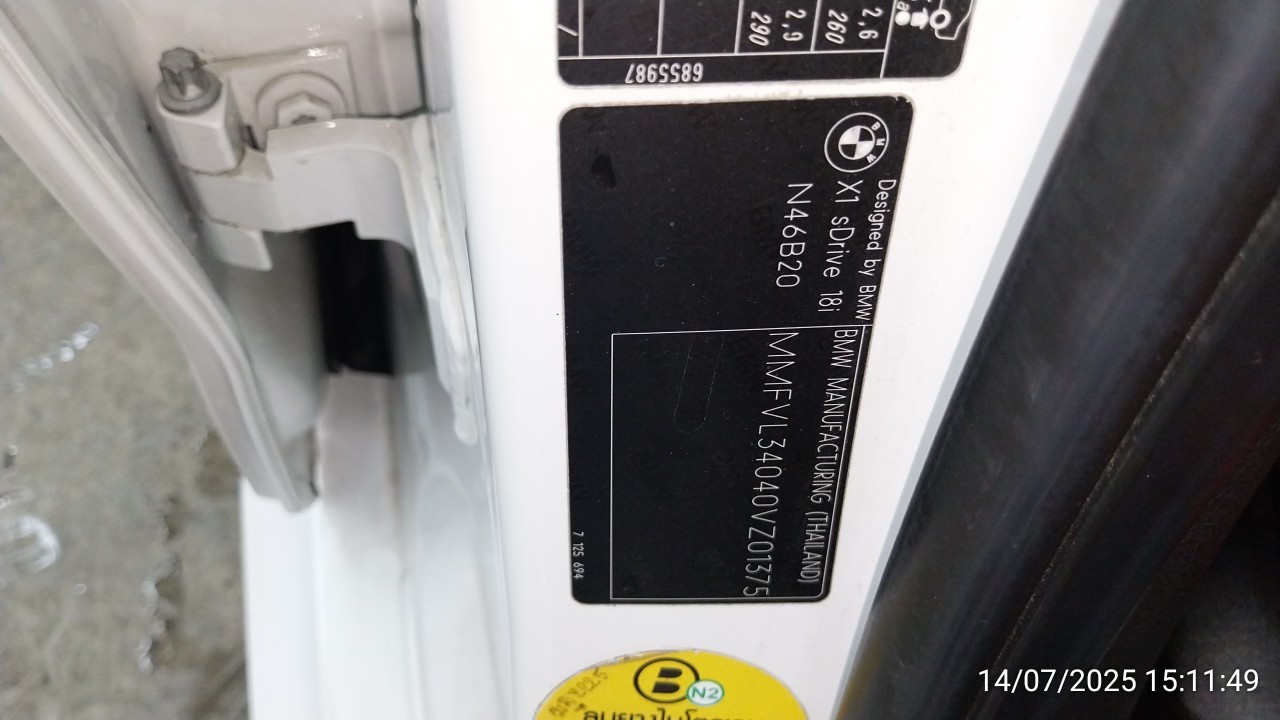 2,6
260
2,9
290
6855987
BMW
Designed by BMW
X1 sDrive 18i
N46B20
BMW MANUFACTURING (THAILAND)
MMFVL34040VZ01375
7 125 694
B
N2
14/07/2025 15:11:49